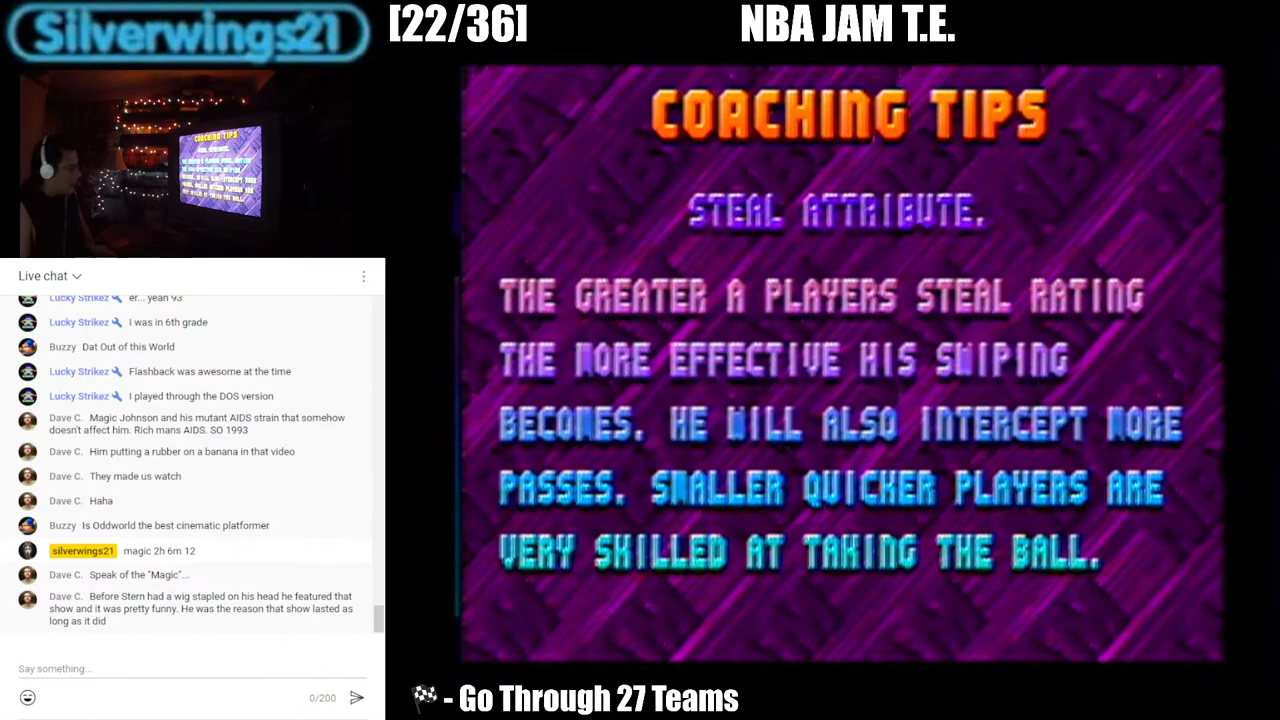 Silverwings21
[22/36]
NBA JAM T.E.
COACHING TIPS
STEAL ATTRIBUTE.
THE GREATER A PLAYERS STEAL RATING
THE MORE EFFECTIVE HIS SWIPING
BECOMES. HE WILL ALSO INTERCEPT MORE
PASSES. SMALLER QUICKER PLAYERS ARE
VERY SKILLED AT TAKING THE BALL.
Live chat
Lucky Strikez er... yeah 93
Lucky Strikez I was in 6th grade
Buzzy Dat Out of this World
Lucky Strikez Flashback was awesome at the time
Lucky Strikez I played through the DOS version
Dave C. Magic Johnson and his mutant AIDS strain that somehow
doesn't affect him. Rich mans AIDS. SO 1993
Dave C. Him putting a rubber on a banana in that video
Dave C. They made us watch
Dave C. Haha
Buzzy Is Oddworld the best cinematic platformer
silverwings21 magic 2h 6m 12
Dave C. Speak of the "Magic"...
Dave C. Before Stern had a wig stapled on his head he featured that
show and it was pretty funny. He was the reason that show lasted as
long as it did
Say something...
0/200
- Go Through 27 Teams